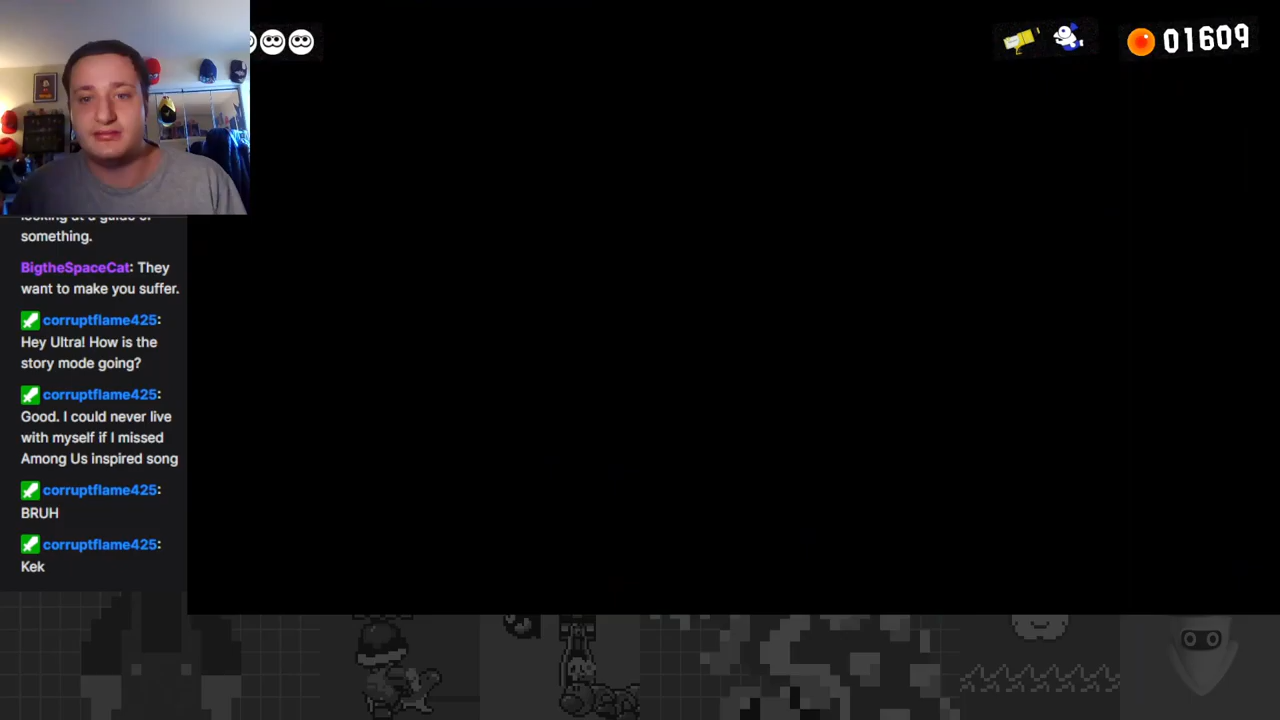 01609
something.
BigtheSpaceCat: They
want to make you suffer.
corruptflame425:
Hey Ultra! How is the
story mode going?
corruptflame425:
Good. I could never live
with myself if I missed
Among Us inspired song
corruptflame425:
BRUH
corruptflame425:
Kek